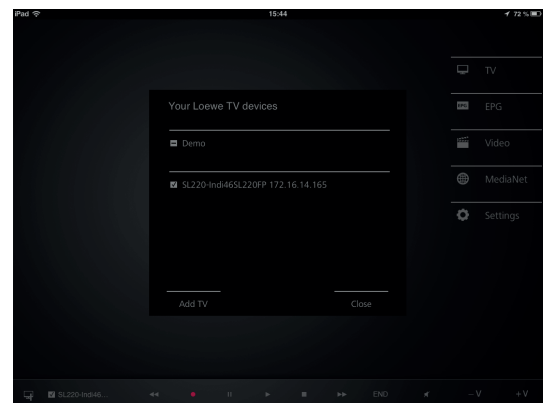 iPad 15:44 72 %
TV
Your Loewe TV devices
EPG EPG
Demo
Video
MediaNet
SL220-Indi46SL220FP 172.16.14.165
Settings
Add TV Close
SL220-Indi46... END – V + V